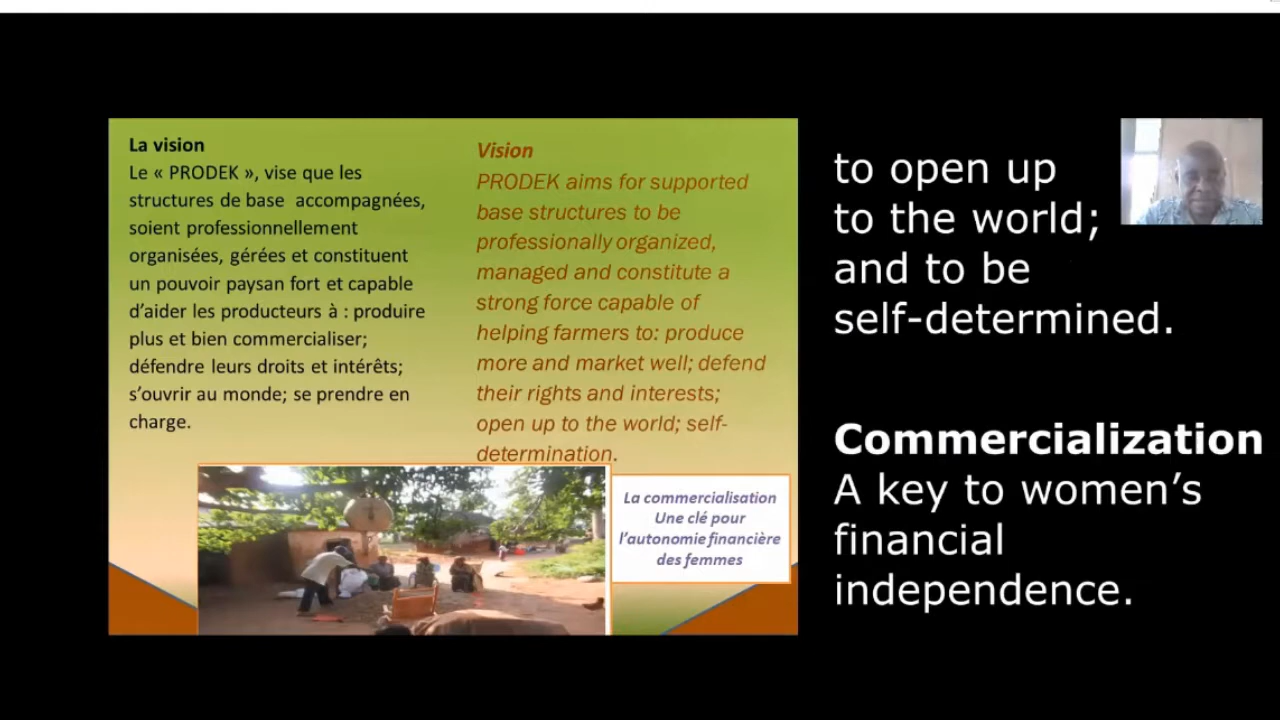 La vision
Le « PRODEK », vise que les
structures de base accompagnées,
soient professionnellement
organisées, gérées et constituent
un pouvoir paysan fort et capable
d’aider les producteurs à : produire
plus et bien commercialiser;
défendre leurs droits et intérêts;
s’ouvrir au monde; se prendre en
charge.
Vision
PRODEK aims for supported
base structures to be
professionally organized,
managed and constitute a
strong force capable of
helping farmers to: produce
more and market well; defend
their rights and interests;
open up to the world; self-
determination.
La commercialisation
Une clé pour
l’autonomie financière
des femmes
to open up
to the world;
and to be
self-determined.
Commercialization
A key to women’s
financial
independence.